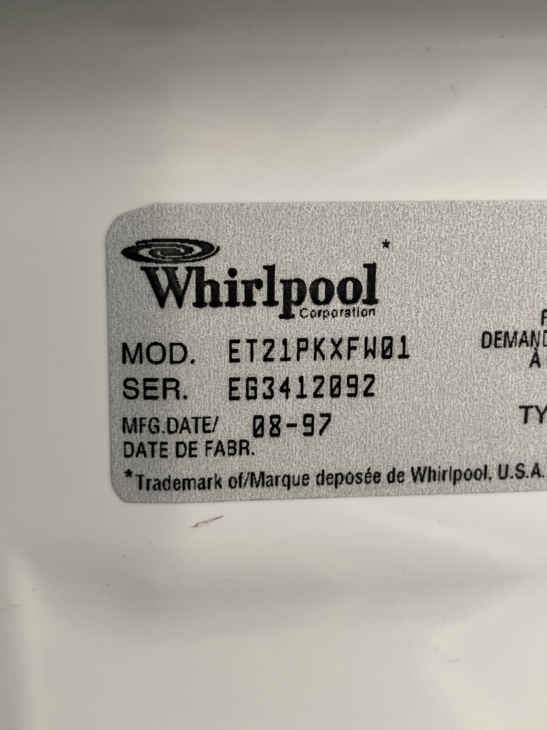 Whirlpool*
Corporation
MOD. ET21PKXFW01
SER. EG3412092
MFG.DATE/ 08-97
DATE DE FABR.
*Trademark of/Marque deposée de Whirlpool, U.S.A.
À